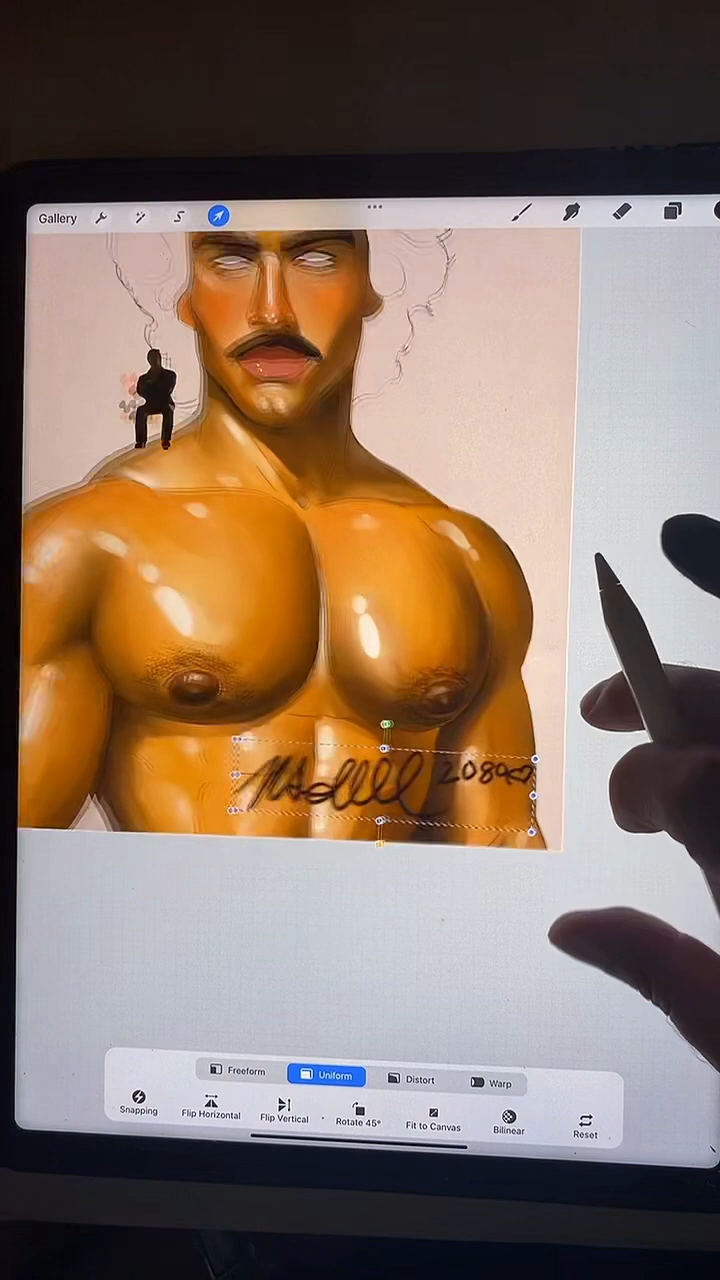 Gallery
Freeform
Uniform
Distort
Warp
Snapping
Flip Horizontal
Flip Vertical
Rotate 45°
Fit to Canvas
Bilinear
Reset